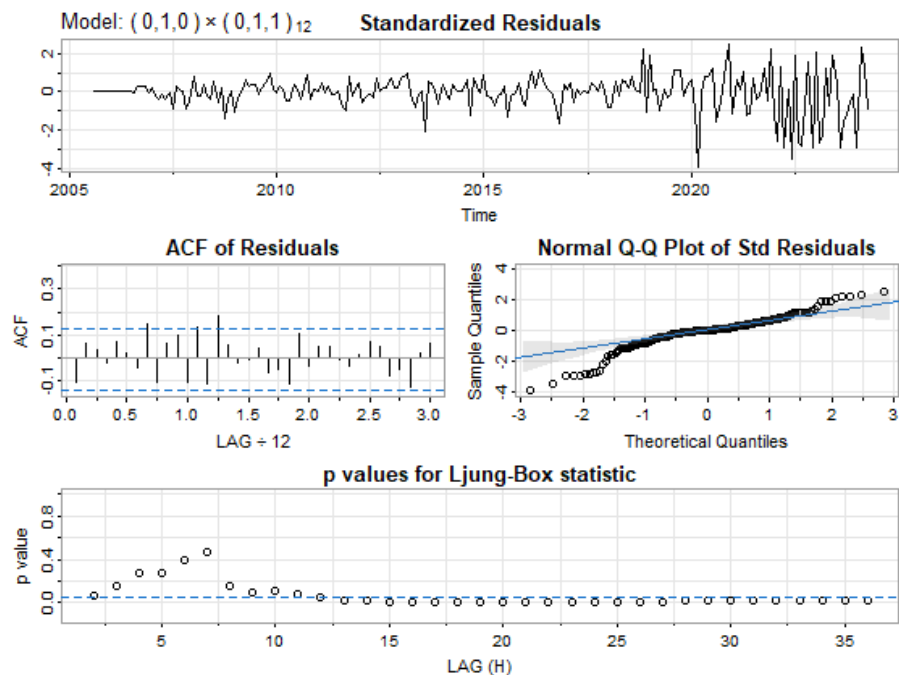 Model: (0,1,0) × (0,1,1)₁₂ Standardized Residuals
2
0
-2
-4
2005 2010 2015 2020
Time
ACF of Residuals
ACF
0.3
0.1
-0.1
0.0 0.5 1.0 1.5 2.0 2.5 3.0
LAG ÷ 12
Normal Q-Q Plot of Std Residuals
Sample Quantiles
4
2
0
-2
-4
-3 -2 -1 0 1 2 3
Theoretical Quantiles
p values for Ljung-Box statistic
p value
0.8
0.4
0.0
5 10 15 20 25 30 35
LAG (H)